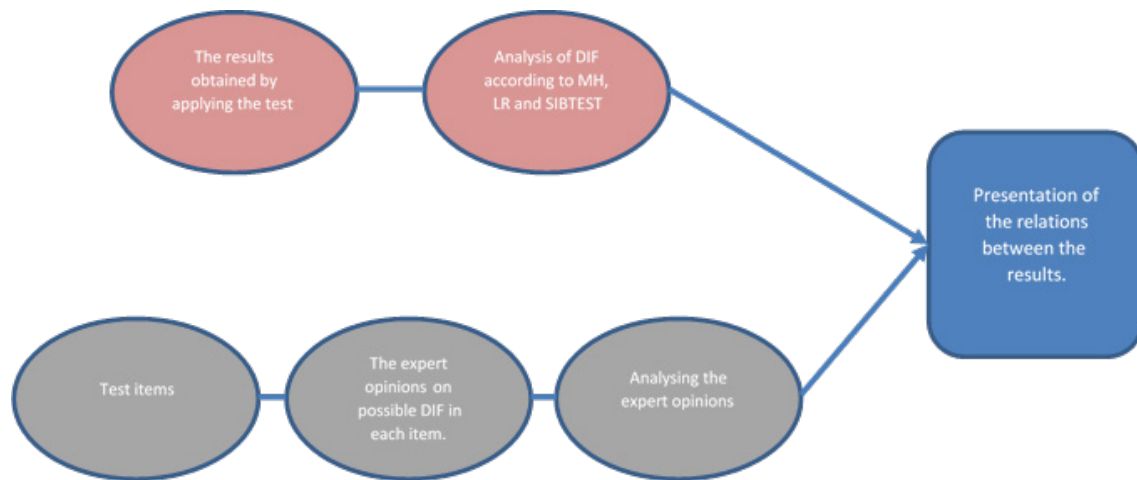 The results
obtained by
applying the test
Analysis of DIF
according to MH,
LR and SIBTEST
Presentation of
the relations
between the
results.
Test items
The expert
opinions on
possible DIF in
each item.
Analysing the
expert opinions